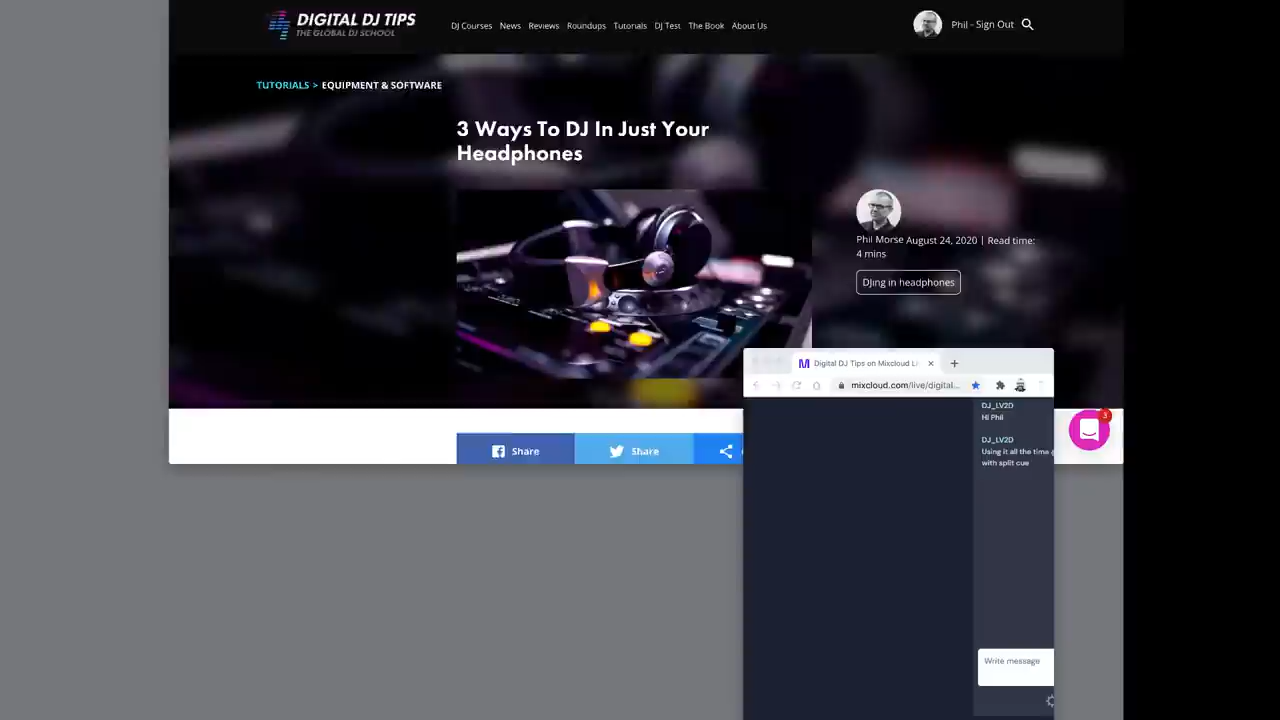 DIGITAL DJ TIPS
THE GLOBAL DJ SCHOOL
DJ Courses News Reviews Roundups Tutorials DJ Test The Book About Us
Phil - Sign Out
TUTORIALS > EQUIPMENT & SOFTWARE
3 Ways To DJ In Just Your
Headphones
Phil Morse August 24, 2020 | Read time:
4 mins
DJing in headphones
Share
Share
Digital DJ Tips on Mixcloud Li
mixcloud.com/live/digital...
DJ_LV2D
Hi Phil
DJ_LV2D
Using it all the time
with split cue
3
Write message